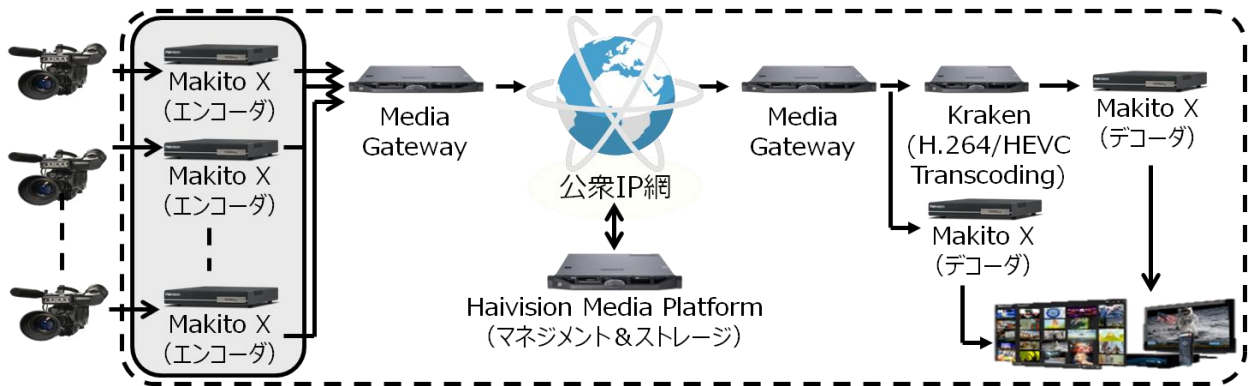 Makito X
（エンコーダ）
Makito X
（エンコーダ）
Makito X
（エンコーダ）
Media
Gateway
公衆IP網
Haivision Media Platform
（マネジメント＆ストレージ）
Media
Gateway
Kraken
(H.264/HEVC
Transcoding)
Makito X
（デコーダ）
Makito X
（デコーダ）